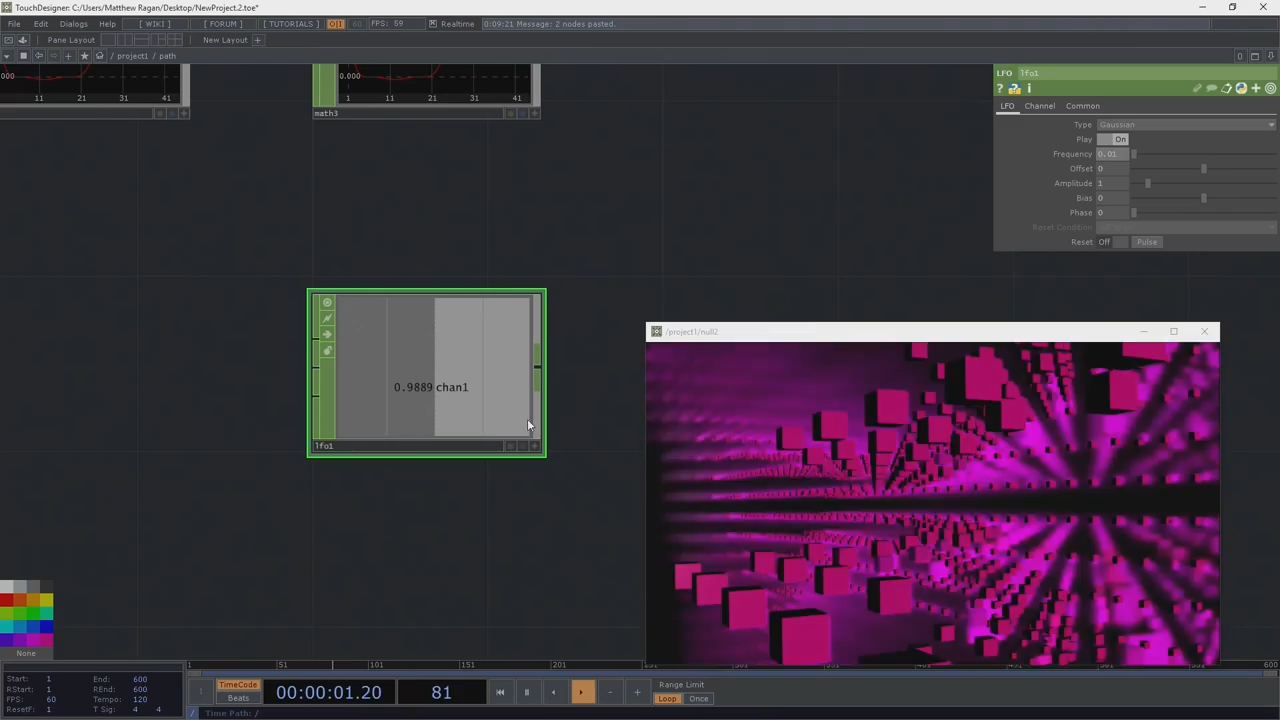 TouchDesigner: C:/Users/Matthew Ragan/Desktop/NewProject.2.toe*
File Edit Dialogs Help [ WIKI ] [ FORUM ] [ TUTORIALS ] O|I 60 FPS: 59 Realtime 0:09:21 Message: 2 nodes pasted.
Pane Layout New Layout +
/ project1 / path
000 11 21 31 41
0.000 1 11 21 31 41
math3
LFO lfo1
LFO Channel Common
Type Gaussian
Play On
Frequency 0.01
Offset 0
Amplitude 1
Bias 0
Phase 0
Reset Condition
Reset Off Pulse
0.9889 chan1
lfo1
/project1/null2
None
1 51 101 151 201
Start: 1 End: 600
RStart: 1 REnd: 600
FPS: 60 Tempo: 120
ResetF: 1 T Sig: 4 4
TimeCode
Beats
00:00:01.20
81
Range Limit
Loop Once
/ Time Path: /